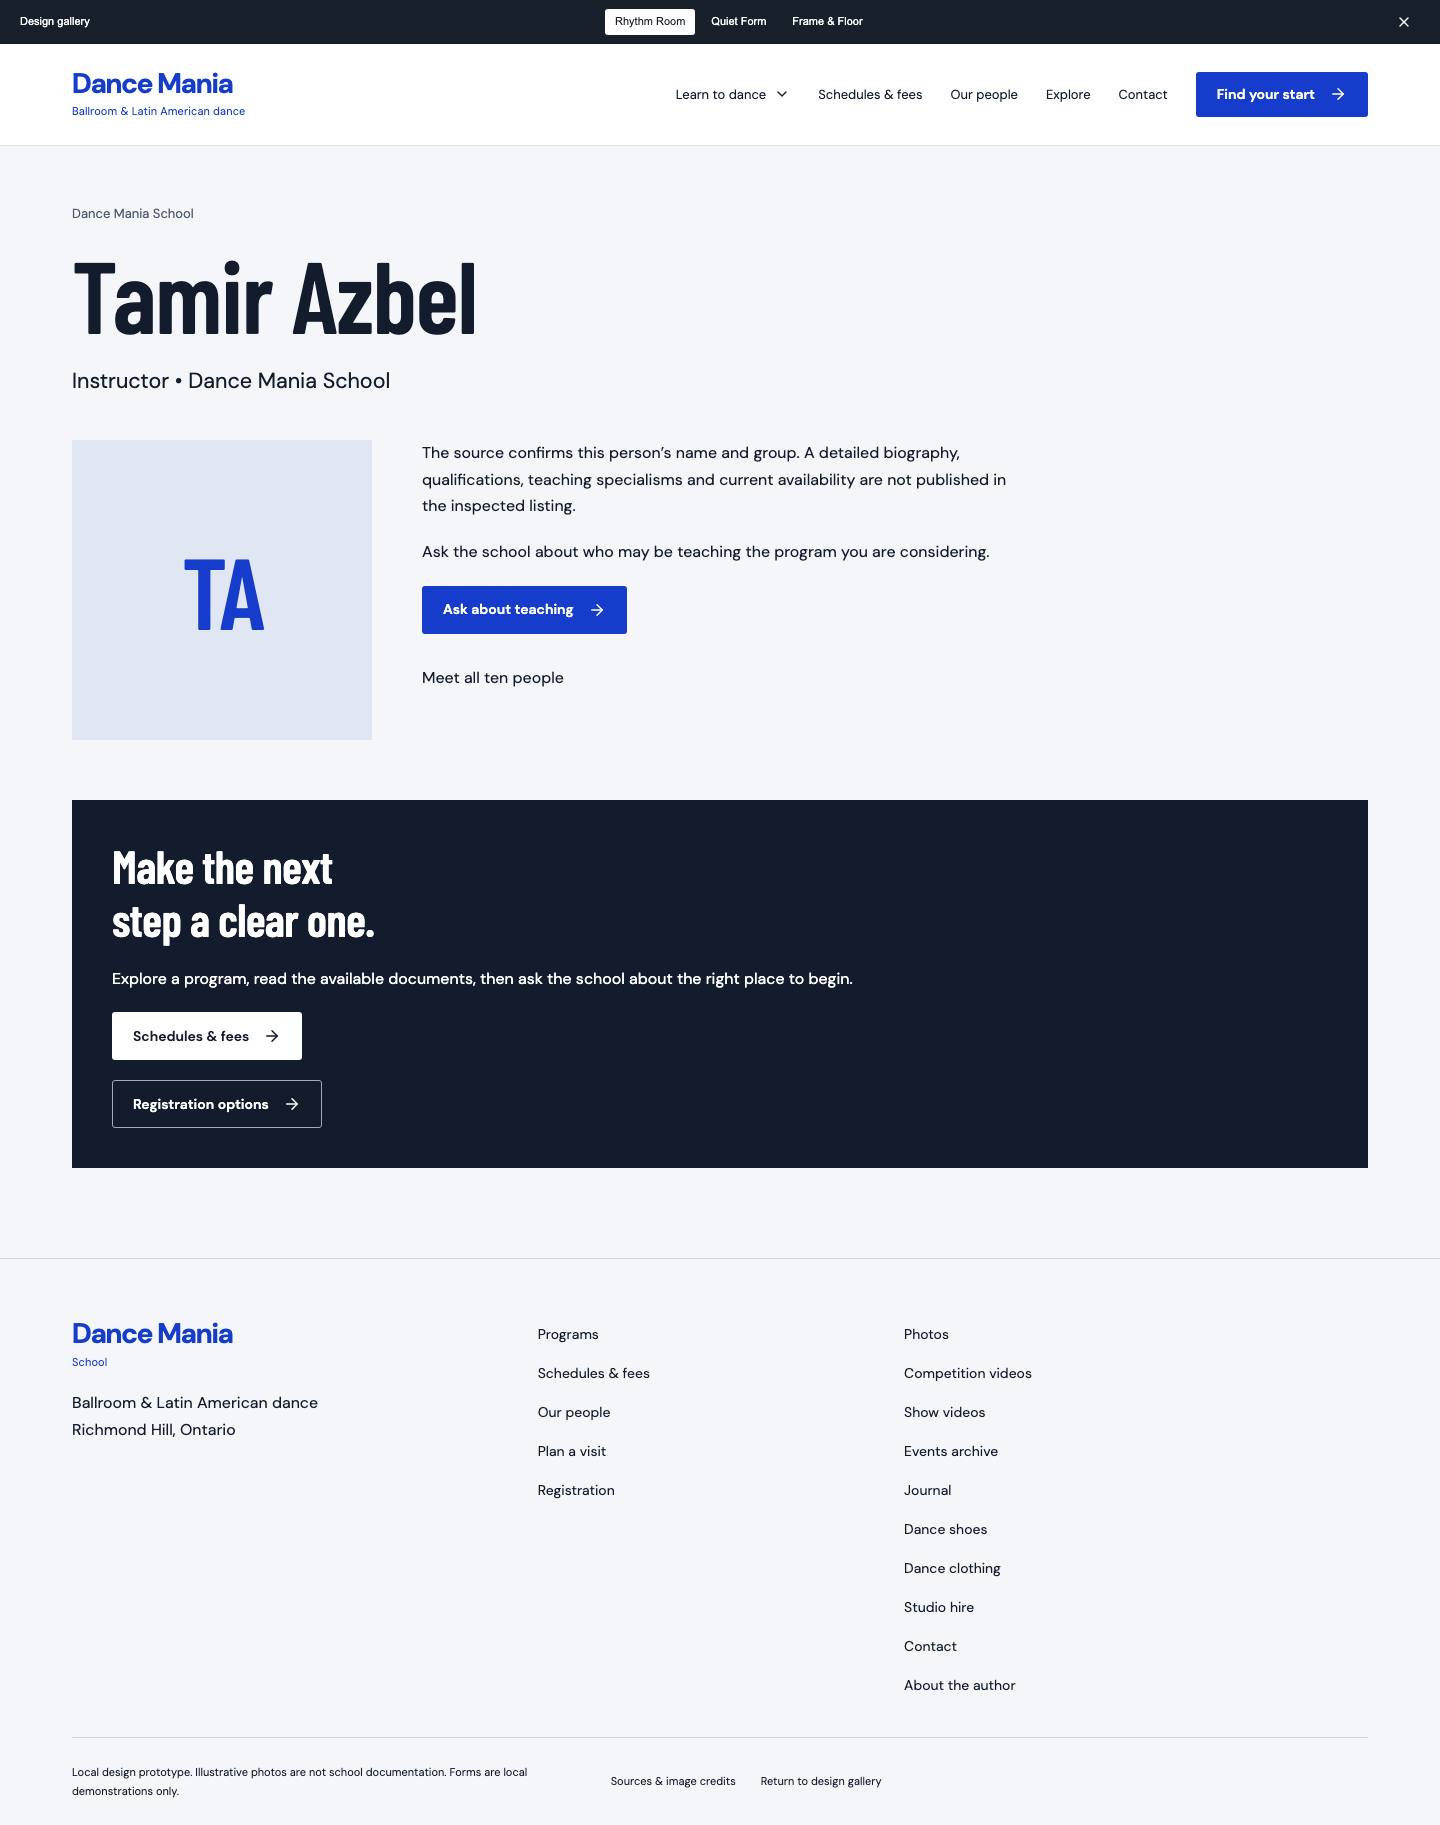 Design gallery
Rhythm Room
Quiet Form
Frame & Floor
Dance Mania
Ballroom & Latin American dance
Learn to dance
Schedules & fees
Our people
Explore
Contact
Find your start
Dance Mania School
Tamir Azbel
Instructor • Dance Mania School
TA
The source confirms this person’s name and group. A detailed biography,
qualifications, teaching specialisms and current availability are not published in
the inspected listing.
Ask the school about who may be teaching the program you are considering.
Ask about teaching
Meet all ten people
Make the next
step a clear one.
Explore a program, read the available documents, then ask the school about the right place to begin.
Schedules & fees
Registration options
Dance Mania
School
Ballroom & Latin American dance
Richmond Hill, Ontario
Programs
Schedules & fees
Our people
Plan a visit
Registration
Photos
Competition videos
Show videos
Events archive
Journal
Dance shoes
Dance clothing
Studio hire
Contact
About the author
Local design prototype. Illustrative photos are not school documentation. Forms are local
demonstrations only.
Sources & image credits
Return to design gallery